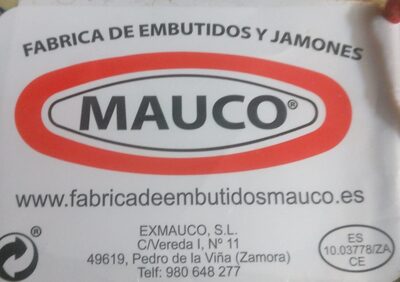 FABRICA DE EMBUTIDOS Y JAMONES
MAUCO®
www.fabricadeembutidosmauco.es
®
EXMAUCO, S.L.
C/Vereda I, Nº 11
49619, Pedro de la Viña (Zamora)
Telf: 980 648 277
ES
10.03778/ZA
CE